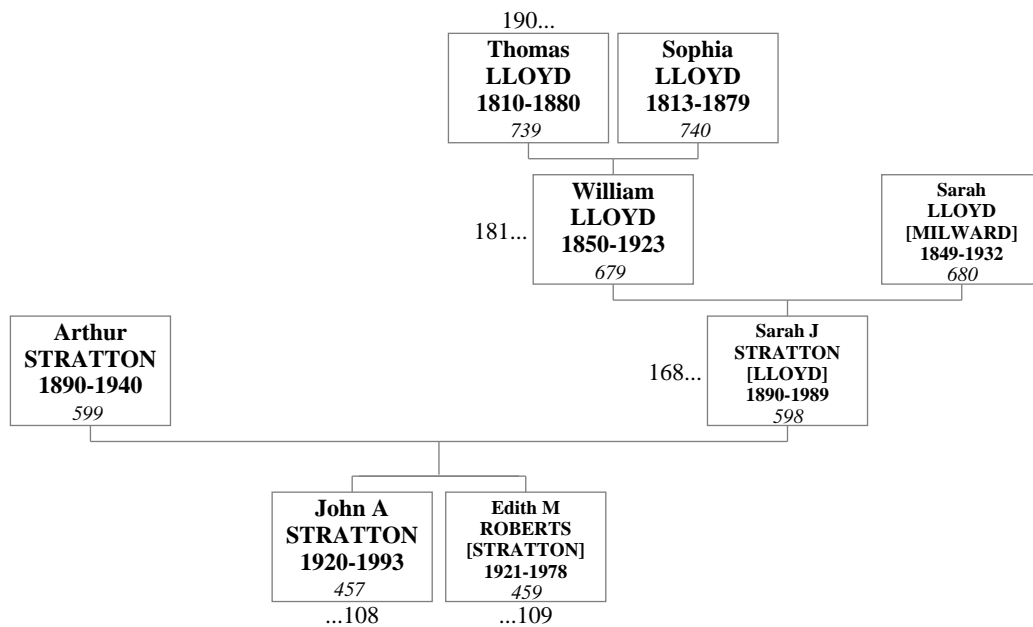 190...
Thomas
LLOYD
1810-1880
739
Sophia
LLOYD
1813-1879
740
181...
William
LLOYD
1850-1923
679
Sarah
LLOYD
[MILWARD]
1849-1932
680
Arthur
STRATTON
1890-1940
599
168...
Sarah J
STRATTON
[LLOYD]
1890-1989
598
John A
STRATTON
1920-1993
457
...108
Edith M
ROBERTS
[STRATTON]
1921-1978
459
...109